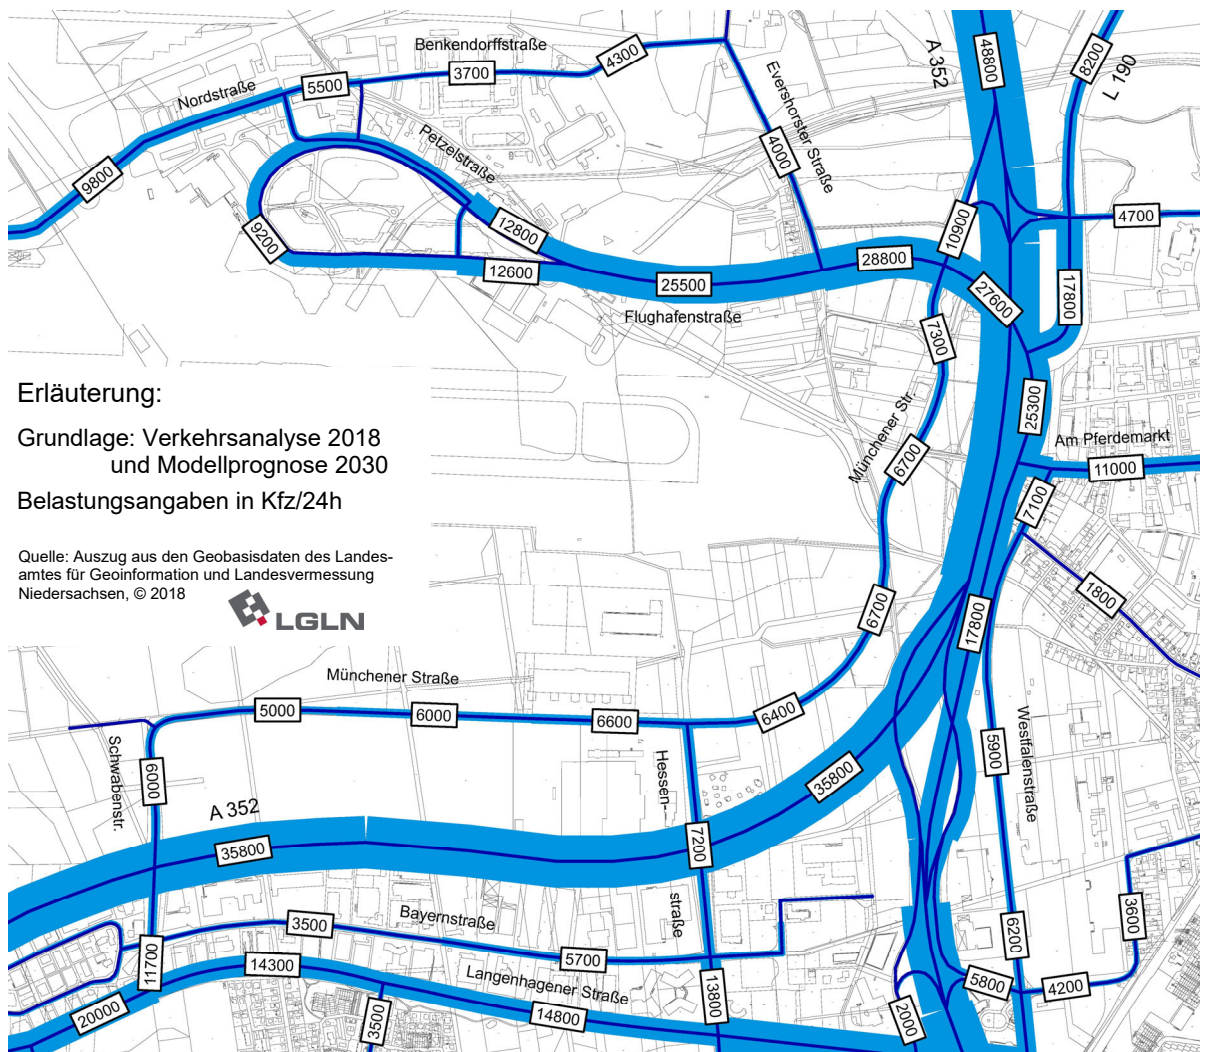 Benkendorffstraße
4300
48800
A 352
8200
L 190
3700
5500
Nordstraße
Evershorster Straße
Petzelstraße
4000
9800
4700
10900
9200
12800
28800
12600
25500
27600
17800
Flughafenstraße
7300
Erläuterung:
25300
Münchener Str.
Grundlage: Verkehrsanalyse 2018
und Modellprognose 2030
Am Pferdemarkt
11000
6700
Belastungsangaben in Kfz/24h
7100
Quelle: Auszug aus den Geobasisdaten des Landes-
amtes für Geoinformation und Landesvermessung
Niedersachsen, © 2018
LGLN
1800
6700
17800
Münchener Straße
5000
6000
6600
6400
Westfalenstraße
5900
Schwabenstr.
6000
Hessen-
35800
A 352
35800
7200
straße
Bayernstraße
3500
3600
6200
5700
11700
14300
Langenhagener Straße
13800
5800
4200
20000
3500
14800
2000